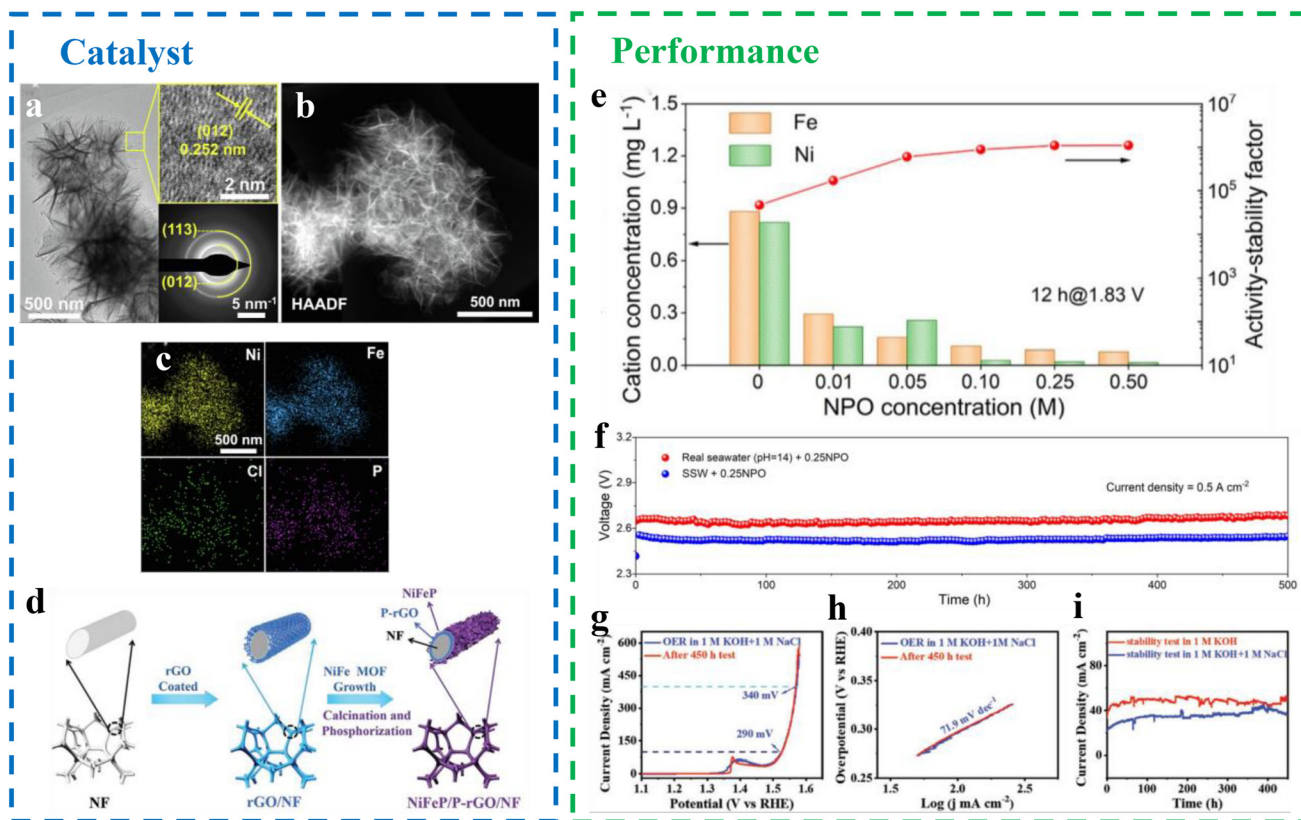 Catalyst
a
(012)
0.252 nm
2 nm
(113)
(012)
5 nm-1
500 nm
b
HAADF
500 nm
c
Ni
500 nm
Fe
Cl
P
d
NF
rGO
Coated
rGO/NF
NiFe MOF
Growth
Calcination and
Phosphorization
NiFeP
P-rGO
NF
NiFeP/P-rGO/NF
Performance
e
Cation concentration (mg L-1)
1.5
1.2
0.9
0.6
0.3
0.0
Fe
Ni
12 h@1.83 V
10^7
10^5
10^3
10^1
Activity-stability factor
0 0.01 0.05 0.10 0.25 0.50
NPO concentration (M)
f
Voltage (V)
3.2
2.9
2.6
2.3
Real seawater (pH=14) + 0.25NPO
SSW + 0.25NPO
Current density = 0.5 A cm-2
0 100 200 300 400 500
Time (h)
g
Current Density (mA cm-2)
600
450
300
150
0
OER in 1 M KOH+1 M NaCl
After 450 h test
340 mV
290 mV
1.1 1.2 1.3 1.4 1.5 1.6
Potential (V vs RHE)
h
Overpotential (V vs RHE)
0.40
0.35
0.30
0.25
OER in 1 M KOH+1M NaCl
After 450 h test
71.9 mV dec-1
1.5 2.0 2.5
Log (j mA cm-2)
i
Current Density (mA cm-2)
80
40
0
stability test in 1 M KOH
stability test in 1 M KOH+1 M NaCl
0 100 200 300 400
Time (h)